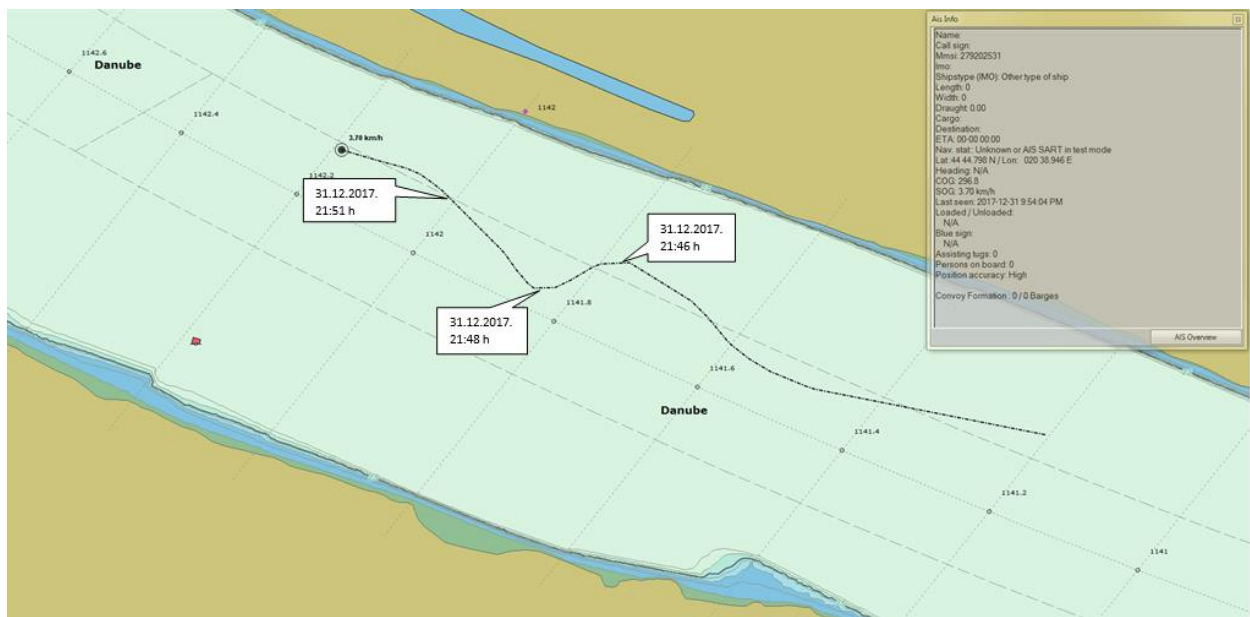 1142.6
Danube
1142.4
1142
3.70 km/h
1142.2
31.12.2017.
21:51 h
1142
31.12.2017.
21:46 h
31.12.2017.
21:48 h
1141.8
1141.6
Danube
1141.4
1141.2
1141
Ais Info
Name:
Call sign:
Mmsi: 279202531
Imo:
Shipstype (IMO): Other type of ship
Length: 0
Width: 0
Draught: 0.00
Cargo:
Destination:
ETA: 00-00 00:00
Nav. stat.: Unknown or AIS SART in test mode
Lat: 44 44.798 N / Lon: 020 38.946 E
Heading: N/A
COG: 296.8
SOG: 3.70 km/h
Last seen: 2017-12-31 9:54:04 PM
Loaded / Unloaded:
N/A
Blue sign:
N/A
Assisting tugs: 0
Persons on board: 0
Position accuracy: High
Convoy Formation : 0 / 0 Barges
AIS Overview